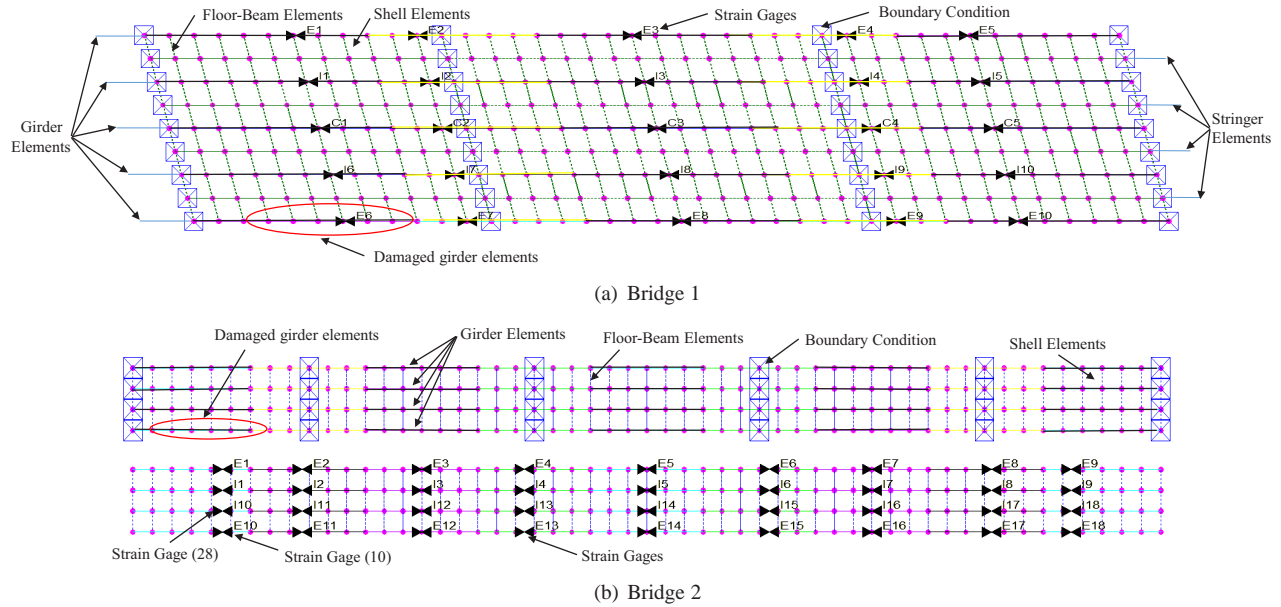 Floor-Beam Elements
Shell Elements
Strain Gages
Boundary Condition
E1 E2 E3 E4 E5
I1 I2 I3 I4 I5
Girder Elements
C1 C2 C3 C4 C5
Stringer Elements
I6 I7 I8 I9 I10
E6 E7 E8 E9 E10
Damaged girder elements
(a) Bridge 1
Damaged girder elements
Girder Elements
Floor-Beam Elements
Boundary Condition
Shell Elements
E1 E2 E3 E4 E5 E6 E7 E8 E9
I1 I2 I3 I4 I5 I6 I7 I8 I9
I10 I11 I12 I13 I14 I15 I16 I17 I18
E10 E11 E12 E13 E14 E15 E16 E17 E18
Strain Gage (28)
Strain Gage (10)
Strain Gages
(b) Bridge 2